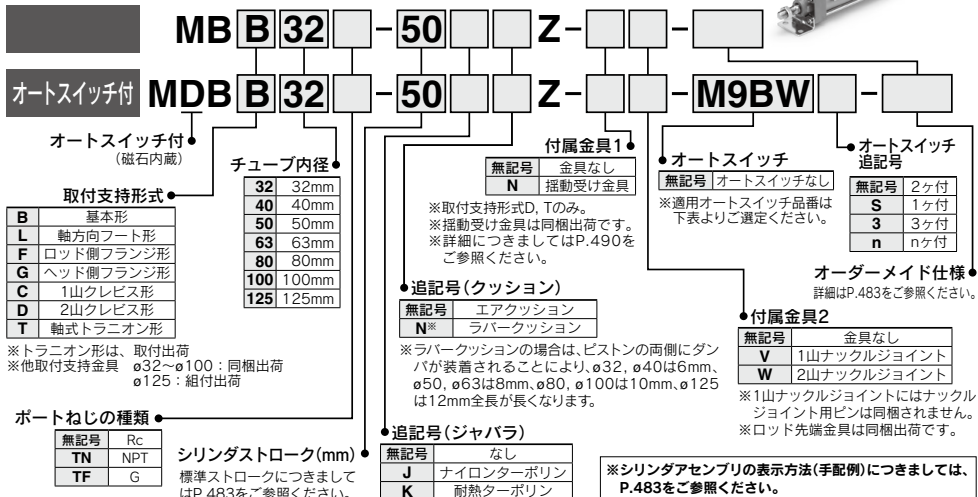 MB B 32 - 50 Z- -
オートスイッチ付 MDB B 32 - 50 Z- - M9BW -
オートスイッチ付
(磁石内蔵)
取付支持形式
B 基本形
L 軸方向フート形
F ロッド側フランジ形
G ヘッド側フランジ形
C 1山クレビス形
D 2山クレビス形
T 軸式トラニオン形
※トラニオン形は、取付出荷
※他取付支持金具 ø32～ø100：同梱出荷
ø125：組付出荷
チューブ内径
32 32mm
40 40mm
50 50mm
63 63mm
80 80mm
100 100mm
125 125mm
ポートねじの種類
無記号 Rc
TN NPT
TF G
シリンダストローク(mm)
標準ストロークにつきまして
はP.483をご参照ください。
付属金具1
無記号 金具なし
N 揺動受け金具
※取付支持形式D, Tのみ。
※揺動受け金具は同梱出荷です。
※詳細につきましてはP.490を
ご参照ください。
追記号(クッション)
無記号 エアクッション
N※ ラバークッション
※ラバークッションの場合は、ピストンの両側にダン
パが装着されることにより、ø32, ø40は6mm、
ø50, ø63は8mm、ø80, ø100は10mm、ø125
は12mm全長が長くなります。
追記号(ジャバラ)
無記号 なし
J ナイロンターポリン
K 耐熱ターポリン
オートスイッチ
無記号 オートスイッチなし
※適用オートスイッチ品番は
下表よりご選定ください。
オートスイッチ
追記号
無記号 2ヶ付
S 1ヶ付
3 3ヶ付
n nヶ付
オーダーメイド仕様
詳細はP.483をご参照ください。
付属金具2
無記号 金具なし
V 1山ナックルジョイント
W 2山ナックルジョイント
※1山ナックルジョイントにはナックル
ジョイント用ピンは同梱されません。
※ロッド先端金具は同梱出荷です。
※シリンダアセンブリの表示方法(手配例)につきましては、
P.483をご参照ください。